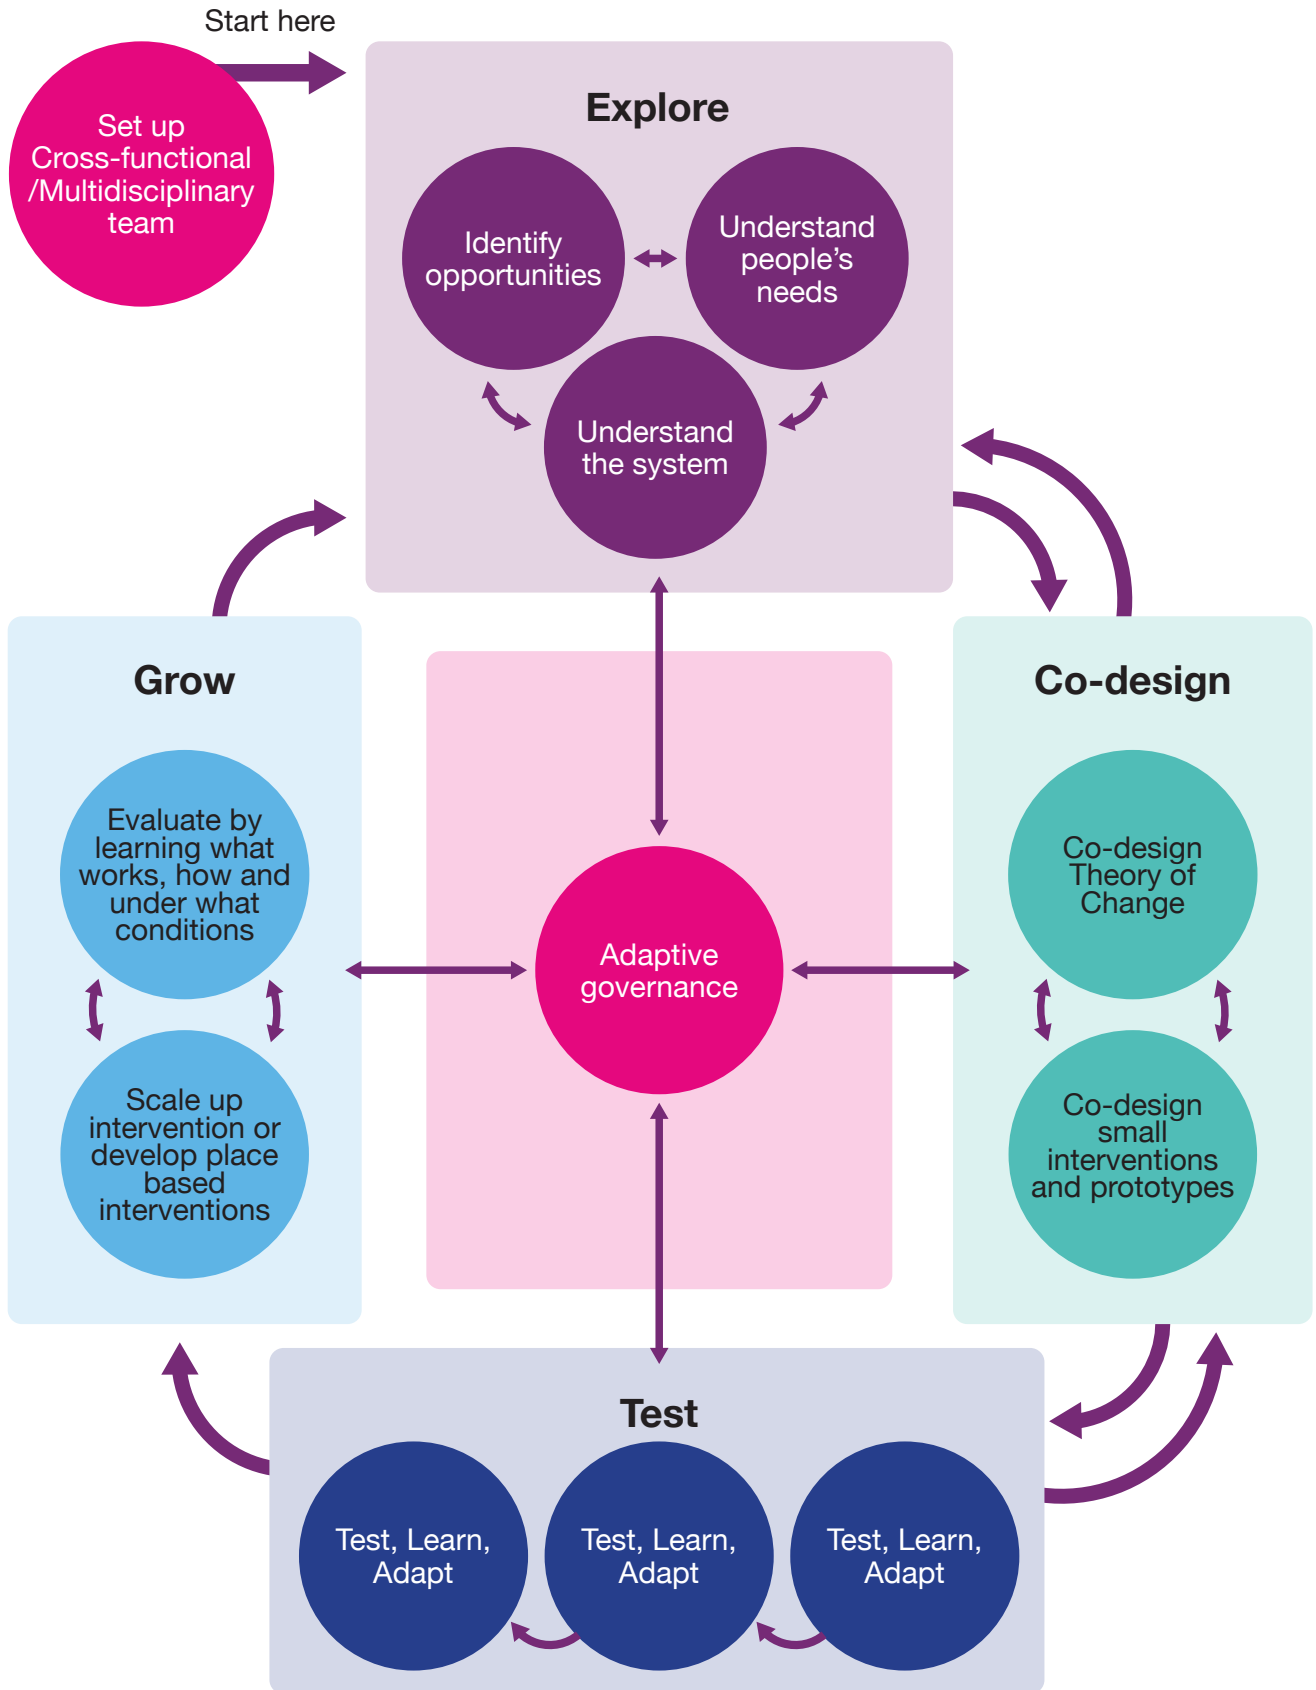 Start here
Set up
Cross-functional
/Multidisciplinary
team
Explore
Identify
opportunities
Understand
people’s
needs
Understand
the system
Grow
Evaluate by
learning what
works, how and
under what
conditions
Scale up
intervention or
develop place
based
interventions
Adaptive
governance
Co-design
Co-design
Theory of
Change
Co-design
small
interventions
and prototypes
Test
Test, Learn,
Adapt
Test, Learn,
Adapt
Test, Learn,
Adapt